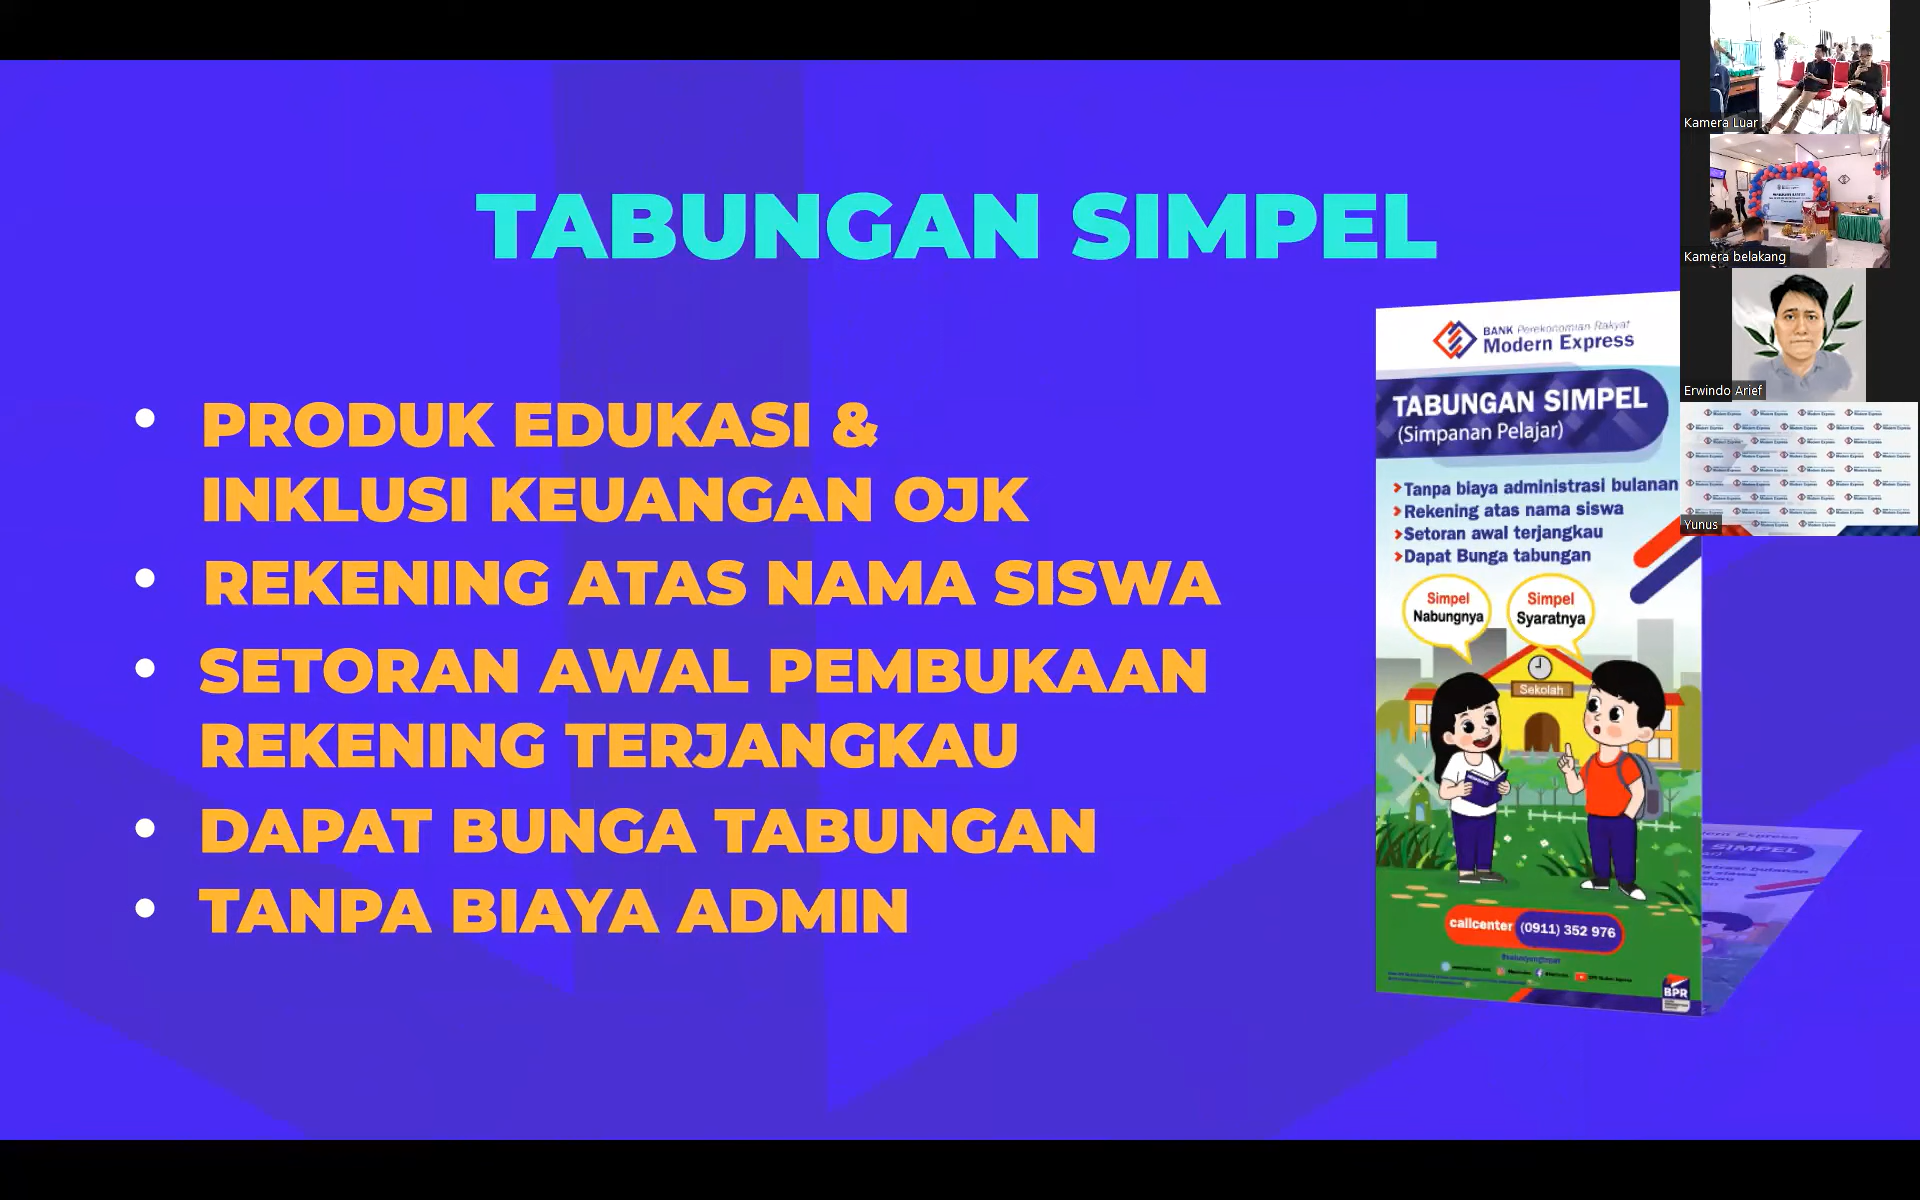 TABUNGAN SIMPEL
PRODUK EDUKASI &
INKLUSI KEUANGAN OJK
REKENING ATAS NAMA SISWA
SETORAN AWAL PEMBUKAAN
REKENING TERJANGKAU
DAPAT BUNGA TABUNGAN
TANPA BIAYA ADMIN
BANK Perekonomian Rakyat
Modern Express
TABUNGAN SIMPEL
(Simpanan Pelajar)
Tanpa biaya administrasi bulanan
Rekening atas nama siswa
Setoran awal terjangkau
Dapat Bunga tabungan
Simpel
Nabungnya
Simpel
Syaratnya
Sekolah
callcenter (0911) 352 976
BPR
Kamera Luar
Kamera belakang
Erwindo Arief
Yunus